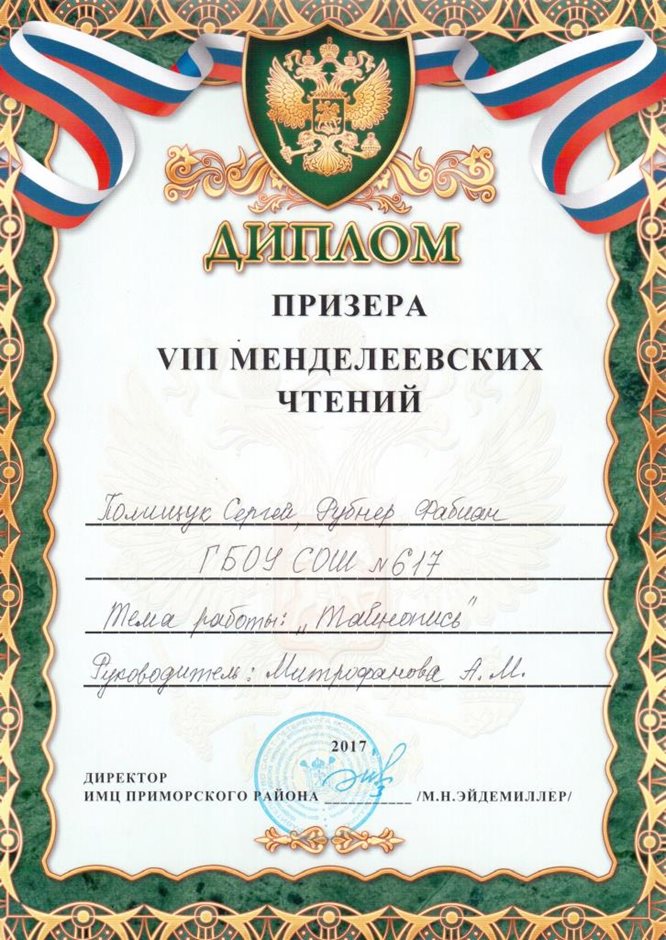 ДИПЛОМ
ПРИЗЕРА
VIII МЕНДЕЛЕЕВСКИХ
ЧТЕНИЙ
Полищук Сергей, Рубнер Фабиан
ГБОУ СОШ №617
Тема работы: „Тайнопись"
Руководитель: Митрофанова А.М.
2017
ДИРЕКТОР
ИМЦ ПРИМОРСКОГО РАЙОНА ___________ /М.Н.ЭЙДЕМИЛЛЕР/